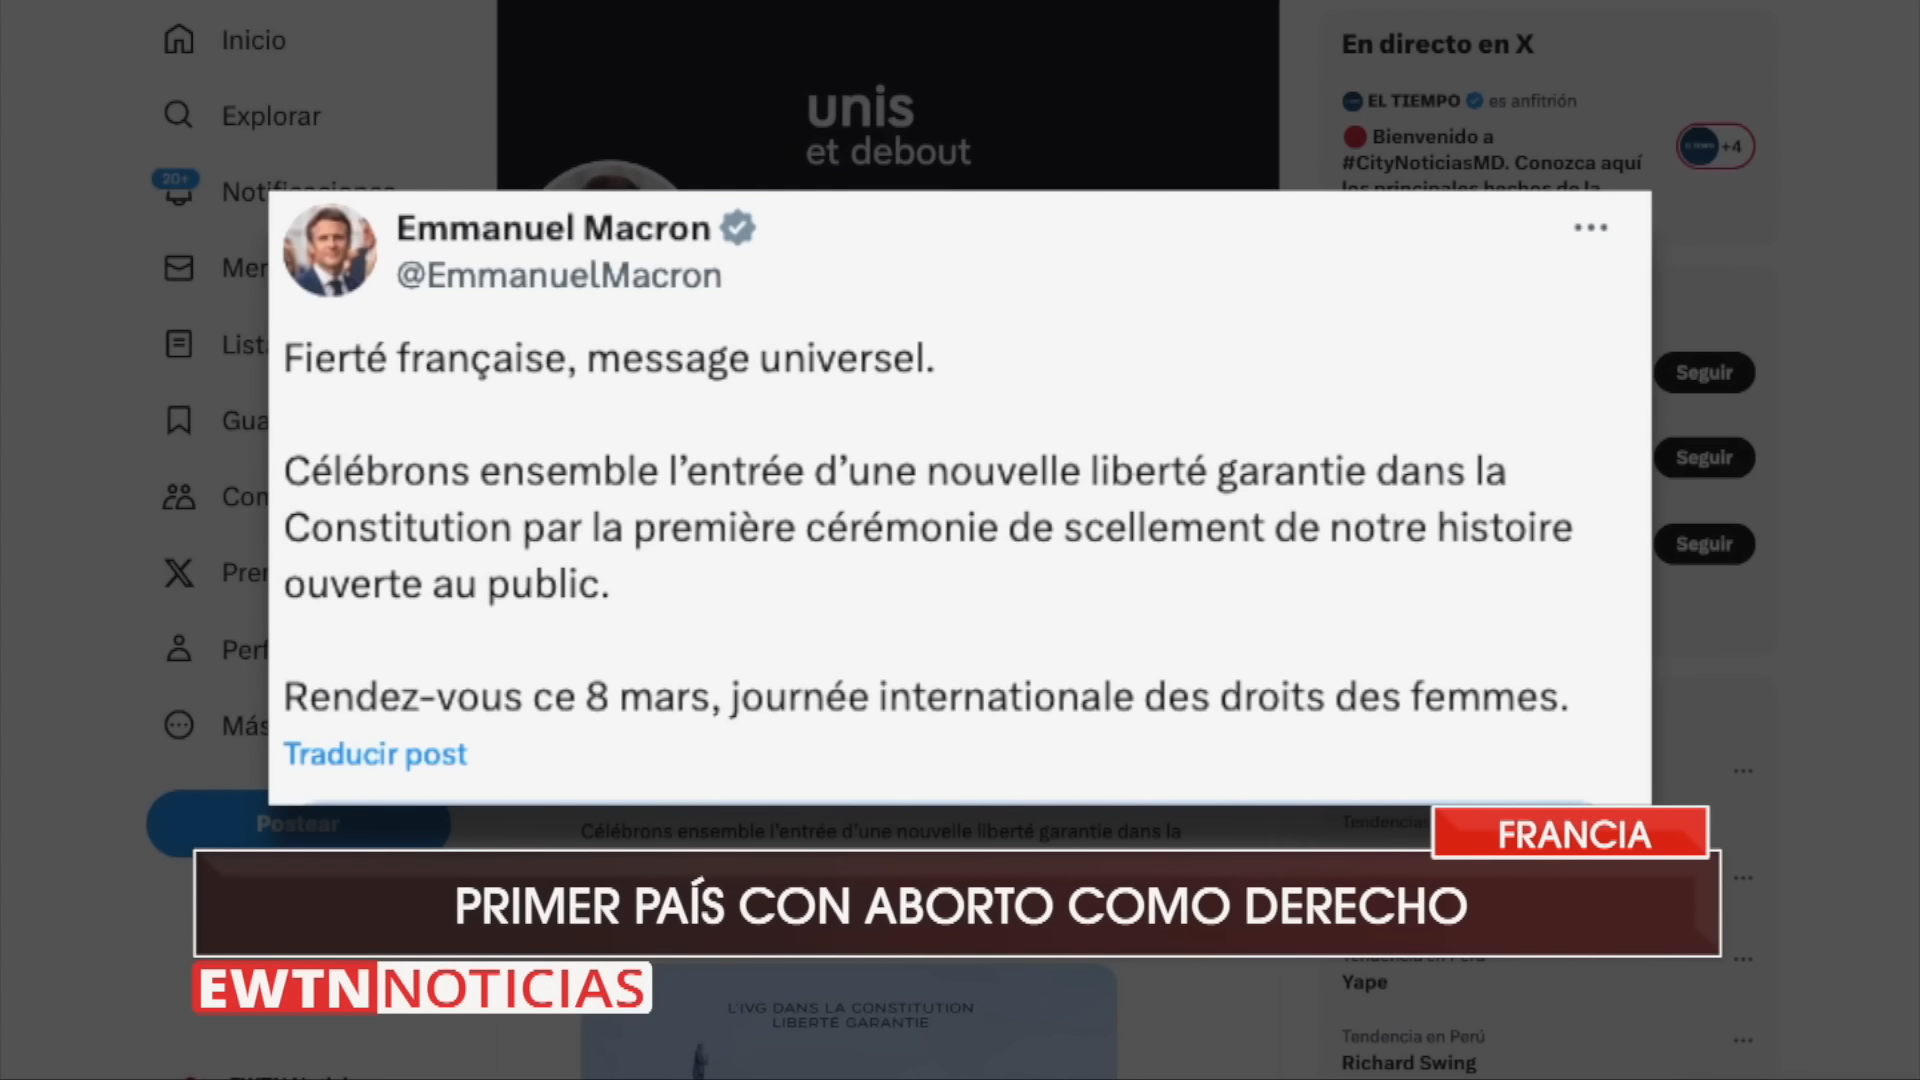 Inicio
Explorar
20+
unis
et debout
En directo en X
EL TIEMPO es anfitrión
Bienvenido a
#CityNoticiasMD. Conozca aquí
+4
Emmanuel Macron
@EmmanuelMacron
Fierté française, message universel.
Célébrons ensemble l’entrée d’une nouvelle liberté garantie dans la
Constitution par la première cérémonie de scellement de notre histoire
ouverte au public.
Rendez-vous ce 8 mars, journée internationale des droits des femmes.
Traducir post
Seguir
Seguir
Seguir
Postear
Célébrons ensemble l'entrée d'une nouvelle liberté garantie dans la
FRANCIA
PRIMER PAÍS CON ABORTO COMO DERECHO
EWTN NOTICIAS
L'IVG DANS LA CONSTITUTION
LIBERTÉ GARANTIE
Yape
Tendencia en Perú
Richard Swing